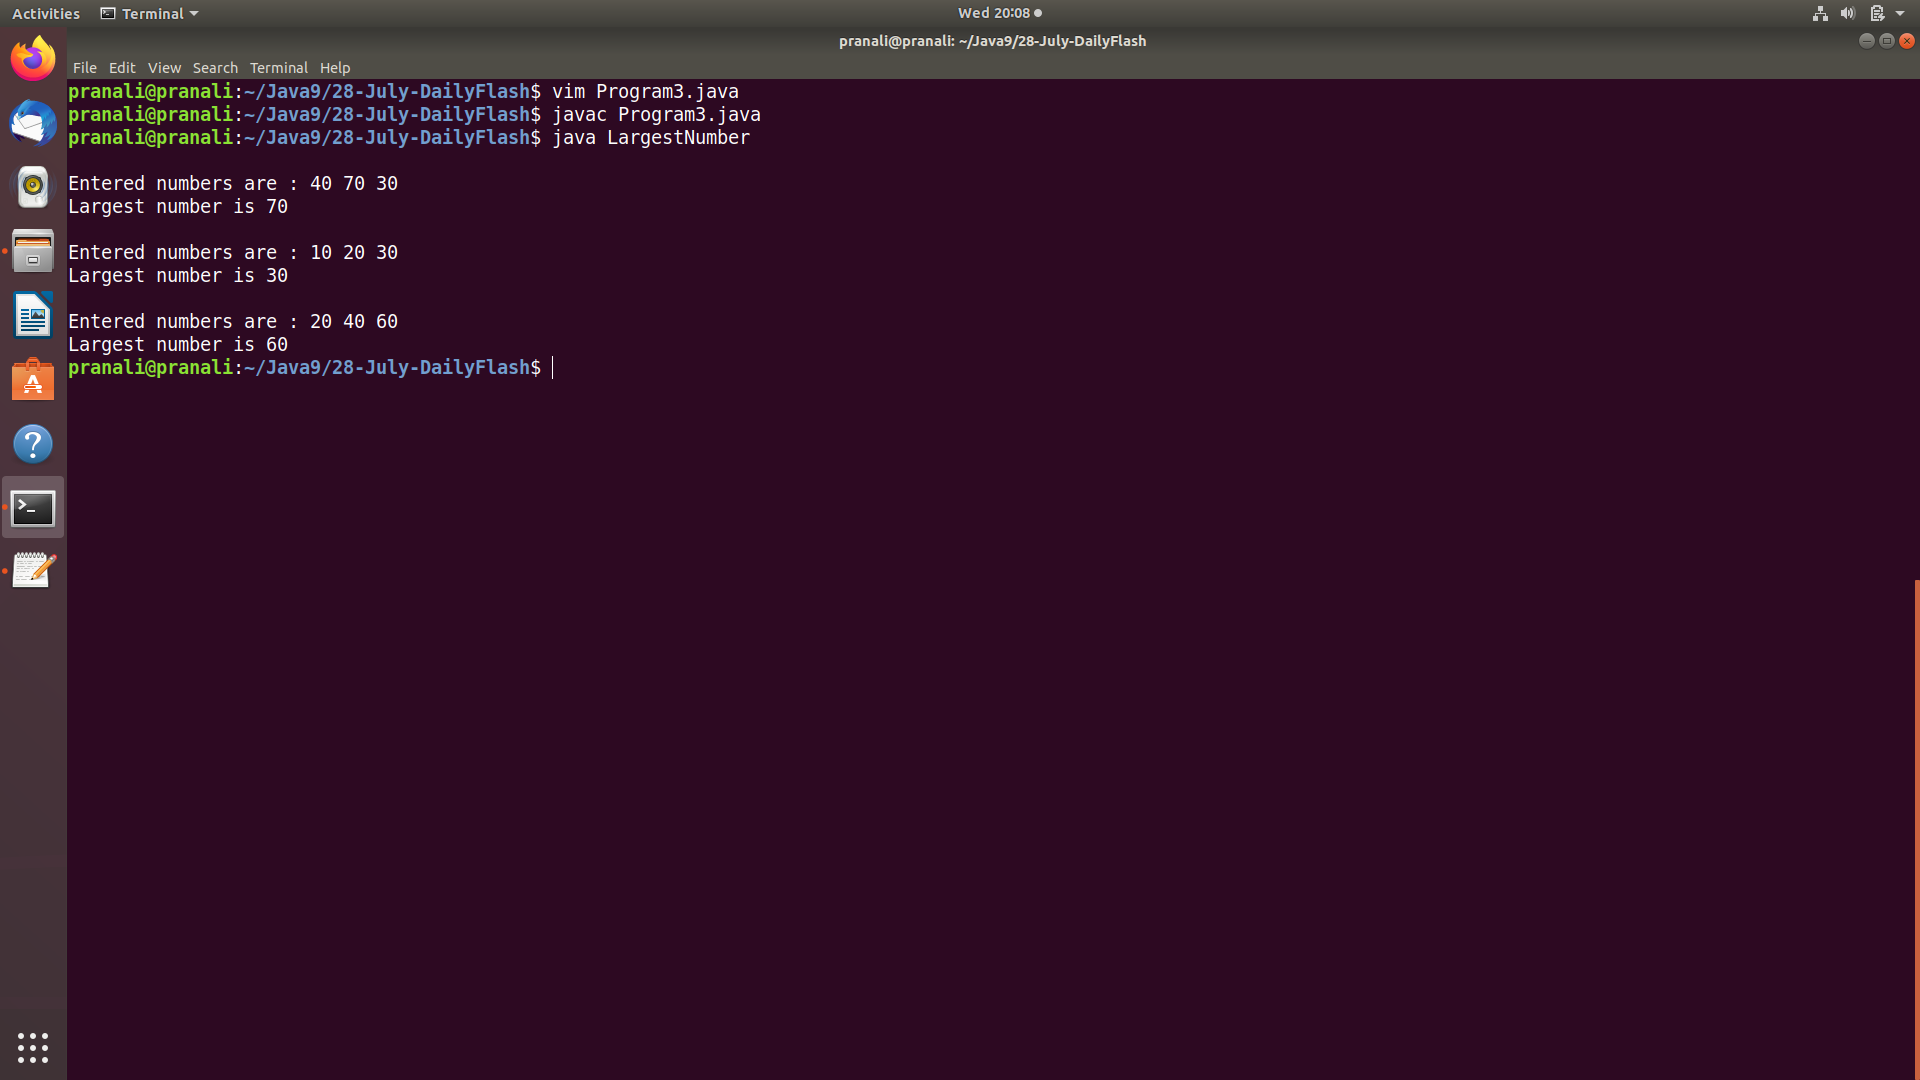 Activities Terminal Wed 20:08
pranali@pranali: ~/Java9/28-July-DailyFlash
File Edit View Search Terminal Help
pranali@pranali:~/Java9/28-July-DailyFlash$ vim Program3.java
pranali@pranali:~/Java9/28-July-DailyFlash$ javac Program3.java
pranali@pranali:~/Java9/28-July-DailyFlash$ java LargestNumber
Entered numbers are : 40 70 30
Largest number is 70
Entered numbers are : 10 20 30
Largest number is 30
Entered numbers are : 20 40 60
Largest number is 60
pranali@pranali:~/Java9/28-July-DailyFlash$